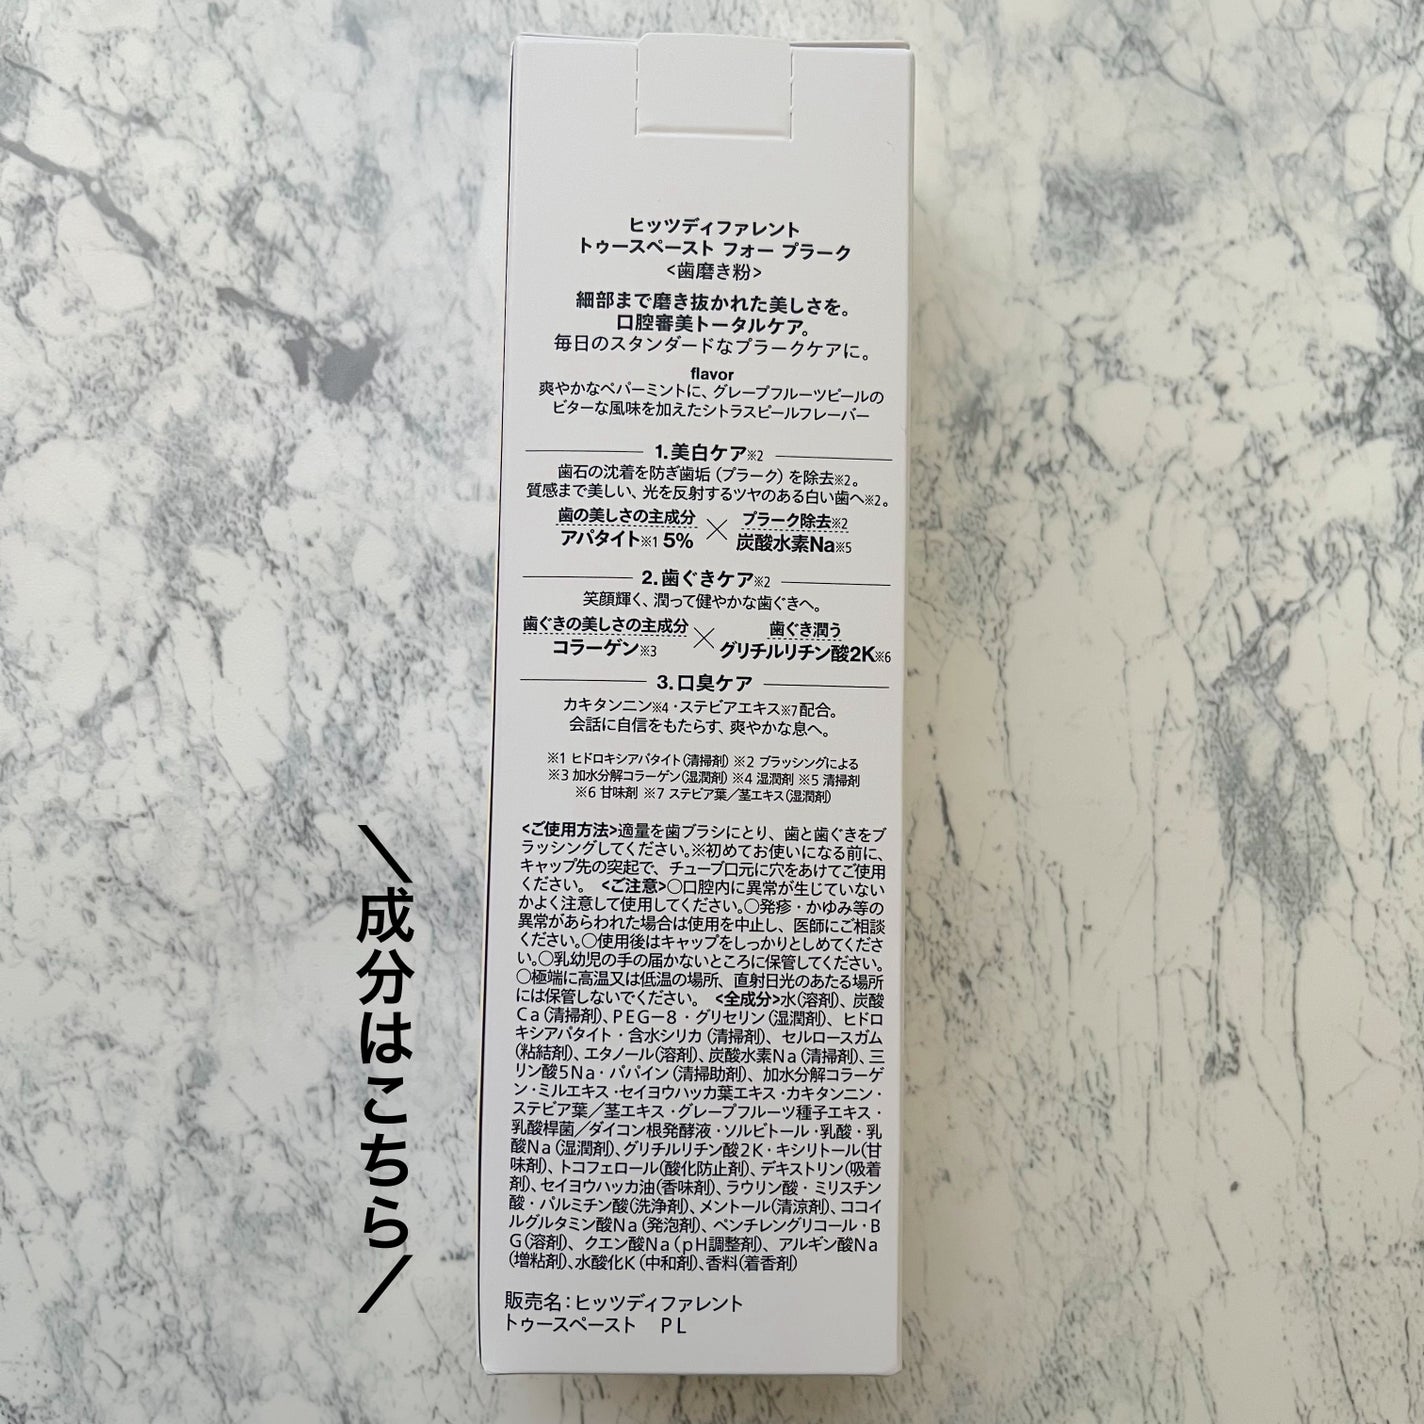 ヒッツディファレント
トゥースペースト フォー プラーク
<歯磨き粉>
細部まで磨き抜かれた美しさを。
口腔審美トータルケア。
毎日のスタンダードなプラークケアに。
flavor
爽やかなペパーミントに、グレープフルーツピールの
ビターな風味を加えたシトラスピールフレーバー
1.美白ケア※2
歯石の沈着を防ぎ歯垢(プラーク)を除去※2。
質感まで美しい、光を反射するツヤのある白い歯へ※2。
歯の美しさの主成分 × プラーク除去※2
アパタイト※1 5% 炭酸水素Na※5
2.歯ぐきケア※2
笑顔輝く、潤って健やかな歯ぐきへ。
歯ぐきの美しさの主成分 × 歯ぐき潤う
コラーゲン※3 グリチルリチン酸2K※6
3.口臭ケア
カキタンニン※4・ステビアエキス※7配合。
会話に自信をもたらす、爽やかな息へ。
※1 ヒドロキシアパタイト(清掃剤) ※2 ブラッシングによる
※3 加水分解コラーゲン(湿潤剤) ※4 湿潤剤 ※5 清掃剤
※6 甘味剤 ※7 ステビア葉/茎エキス(湿潤剤)
<ご使用方法>適量を歯ブラシにとり、歯と歯ぐきをブ
ラッシングしてください。※初めてお使いになる前に、
キャップ先の突起で、チューブ口元に穴をあけてご使用
ください。 <ご注意>○口腔内に異常が生じていない
かよく注意して使用してください。○発疹・かゆみ等の
異常があらわれた場合は使用を中止し、医師にご相談
ください。○使用後はキャップをしっかりとしめてくださ
い。○乳幼児の手の届かないところに保管してください。
○極端に高温又は低温の場所、直射日光のあたる場所
には保管しないでください。 <全成分>水(溶剤)、炭酸
Ca(清掃剤)、PEG-8・グリセリン(湿潤剤)、ヒドロ
キシアパタイト・含水シリカ(清掃剤)、セルロースガム
(粘結剤)、エタノール(溶剤)、炭酸水素Na(清掃剤)、三
リン酸5Na・パパイン(清掃助剤)、加水分解コラーゲ
ン・ミルエキス・セイヨウハッカ葉エキス・カキタンニン・
ステビア葉/茎エキス・グレープフルーツ種子エキス・
乳酸桿菌/ダイコン根発酵液・ソルビトール・乳酸・乳
酸Na(湿潤剤)、グリチルリチン酸2K・キシリトール(甘
味剤)、トコフェロール(酸化防止剤)、デキストリン(吸着
剤)、セイヨウハッカ油(香味剤)、ラウリン酸・ミリスチン
酸・パルミチン酸(洗浄剤)、メントール(清涼剤)、ココイ
ルグルタミン酸Na(発泡剤)、ペンチレングリコール・B
G(溶剤)、クエン酸Na(pH調整剤)、アルギン酸Na
(増粘剤)、水酸化K(中和剤)、香料(着香剤)
販売名:ヒッツディファレント
トゥースペースト PL
\成分はこちら/